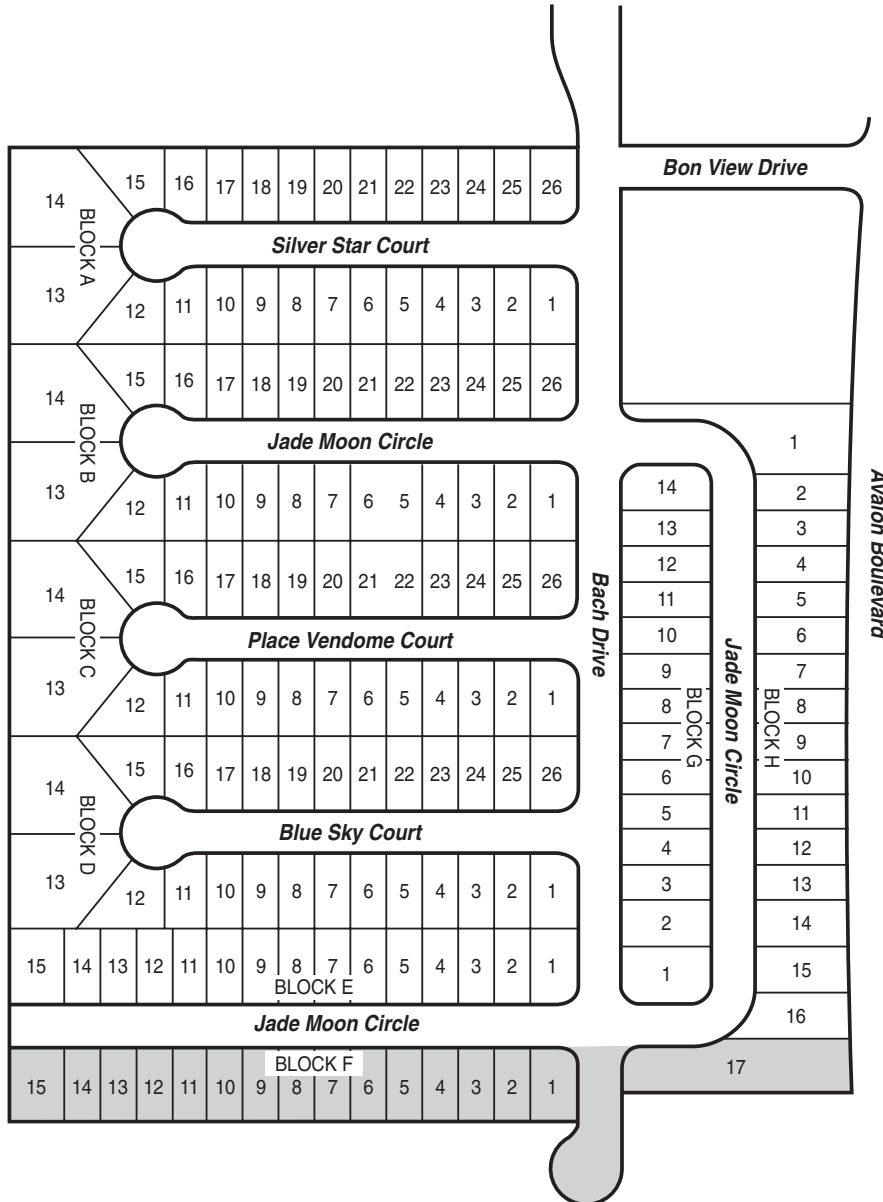 Bon View Drive
15 16 17 18 19 20 21 22 23 24 25 26
14
BLOCK A
Silver Star Court
13
12 11 10 9 8 7 6 5 4 3 2 1
15 16 17 18 19 20 21 22 23 24 25 26
14
BLOCK B
Jade Moon Circle
13
12 11 10 9 8 7 6 5 4 3 2 1
15 16 17 18 19 20 21 22 23 24 25 26
14
BLOCK C
Place Vendome Court
13
12 11 10 9 8 7 6 5 4 3 2 1
15 16 17 18 19 20 21 22 23 24 25 26
14
BLOCK D
Blue Sky Court
13
12 11 10 9 8 7 6 5 4 3 2 1
15 14 13 12 11 10 9 8 7 6 5 4 3 2 1
BLOCK E
Jade Moon Circle
BLOCK F
15 14 13 12 11 10 9 8 7 6 5 4 3 2 1
Bach Drive
14
13
12
11
10
9
8
7
6
5
4
3
2
1
BLOCK G
Jade Moon Circle
BLOCK H
1
2
3
4
5
6
7
8
9
10
11
12
13
14
15
16
17
Avalon Boulevard